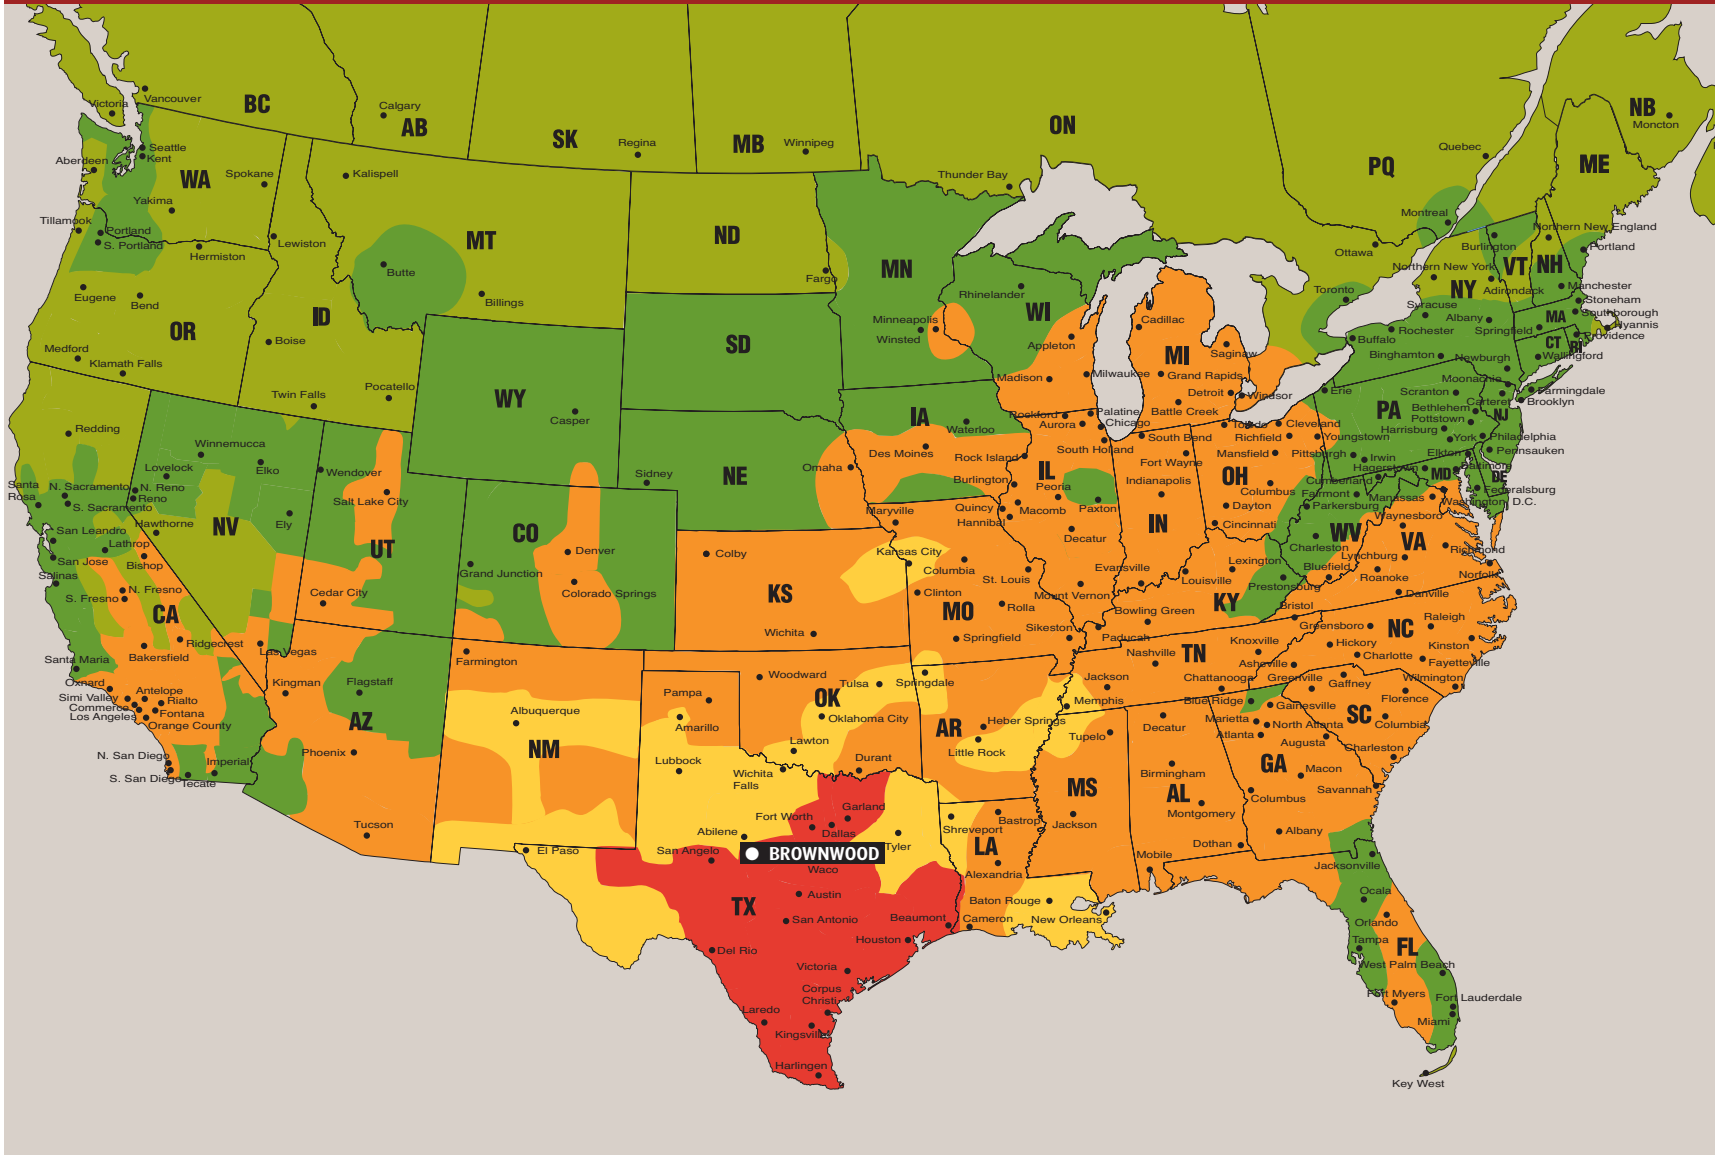 Vancouver
Victoria
BC
Calgary
AB
SK
Regina
MB
Winnipeg
ON
Thunder Bay
PQ
Quebec
NB
Moncton
ME
Montreal
Ottawa
Toronto
Seattle
Kent
Aberdeen
WA
Spokane
Yakima
Tillamook
Portland
S. Portland
Hermiston
Lewiston
Kalispell
MT
Butte
Billings
ND
Fargo
MN
Minneapolis
Winsted
Rhinelander
WI
Appleton
Madison
Milwaukee
Cadillac
MI
Saginaw
Grand Rapids
Detroit
Battle Creek
Windsor
Northern New England
Portland
Burlington
VT
NH
Northern New York
NY
Adirondack
Manchester
Stoneham
Southborough
Hyannis
Providence
MA
CT
RI
Syracuse
Albany
Springfield
Rochester
Buffalo
Binghamton
Newburgh
Wallingford
Eugene
Bend
OR
ID
Boise
Medford
Klamath Falls
Twin Falls
Pocatello
WY
Casper
SD
IA
Waterloo
Des Moines
NE
Omaha
Sidney
Rockford
Palatine
Aurora
Chicago
South Holland
South Bend
Rock Island
IL
Burlington
Peoria
Fort Wayne
Indianapolis
Toledo
Cleveland
Richfield
Youngstown
Mansfield
OH
Columbus
Dayton
Cincinnati
Erie
PA
Scranton
Moonachie
Farmingdale
Brooklyn
Carteret
Bethlehem
Pottstown
NJ
Harrisburg
York
Philadelphia
Pennsauken
Pittsburgh
Irwin
Elkton
Hagerstown
MD
Baltimore
DE
Cumberland
Federalsburg
Fairmont
Manassas
Washington, D.C.
Parkersburg
Redding
Winnemucca
Elko
Lovelock
Wendover
Salt Lake City
Santa
Rosa
N. Sacramento
N. Reno
Reno
S. Sacramento
San Leandro
Hawthorne
NV
Ely
Lathrop
San Jose
Bishop
Salinas
UT
N. Fresno
S. Fresno
CA
Cedar City
Ridgecrest
Bakersfield
Las Vegas
Santa Maria
CO
Denver
Grand Junction
Colorado Springs
Colby
KS
Wichita
Maryville
Kansas City
Quincy
Hannibal
Macomb
Paxton
Decatur
IN
Columbia
St. Louis
Clinton
MO
Rolla
Springfield
Mount Vernon
Evansville
Louisville
Lexington
Prestonsburg
KY
Bowling Green
Sikeston
Paducah
WV
Charleston
Bluefield
Waynesboro
VA
Lynchburg
Richmond
Roanoke
Norfolk
Danville
Bristol
Greensboro
Raleigh
NC
Hickory
Kinston
Charlotte
Fayetteville
Asheville
Wilmington
Knoxville
Nashville
TN
Chattanooga
Jackson
Memphis
Greenville
Gaffney
Florence
SC
Columbia
Charleston
Blue Ridge
Gainesville
Marietta
North Atlanta
Atlanta
Augusta
GA
Macon
Savannah
Columbus
Albany
Oxnard
Simi Valley
Antelope
Rialto
Commerce
Fontana
Los Angeles
Orange County
N. San Diego
S. San Diego
Imperial
Tecate
Kingman
Flagstaff
AZ
Phoenix
Tucson
Farmington
Albuquerque
NM
El Paso
Pampa
Amarillo
Woodward
OK
Tulsa
Oklahoma City
Lawton
Springdale
AR
Heber Springs
Little Rock
Tupelo
Decatur
Birmingham
AL
Montgomery
MS
Jackson
Dothan
Mobile
Lubbock
Wichita
Falls
Durant
Fort Worth
Garland
Dallas
Abilene
Tyler
San Angelo
BROWNWOOD
Waco
TX
Austin
San Antonio
Beaumont
Houston
Del Rio
Victoria
Corpus
Christi
Laredo
Kingsville
Harlingen
Shreveport
Bastrop
LA
Alexandria
Baton Rouge
Cameron
New Orleans
Jacksonville
Ocala
Orlando
Tampa
FL
West Palm Beach
Fort Myers
Fort Lauderdale
Miami
Key West